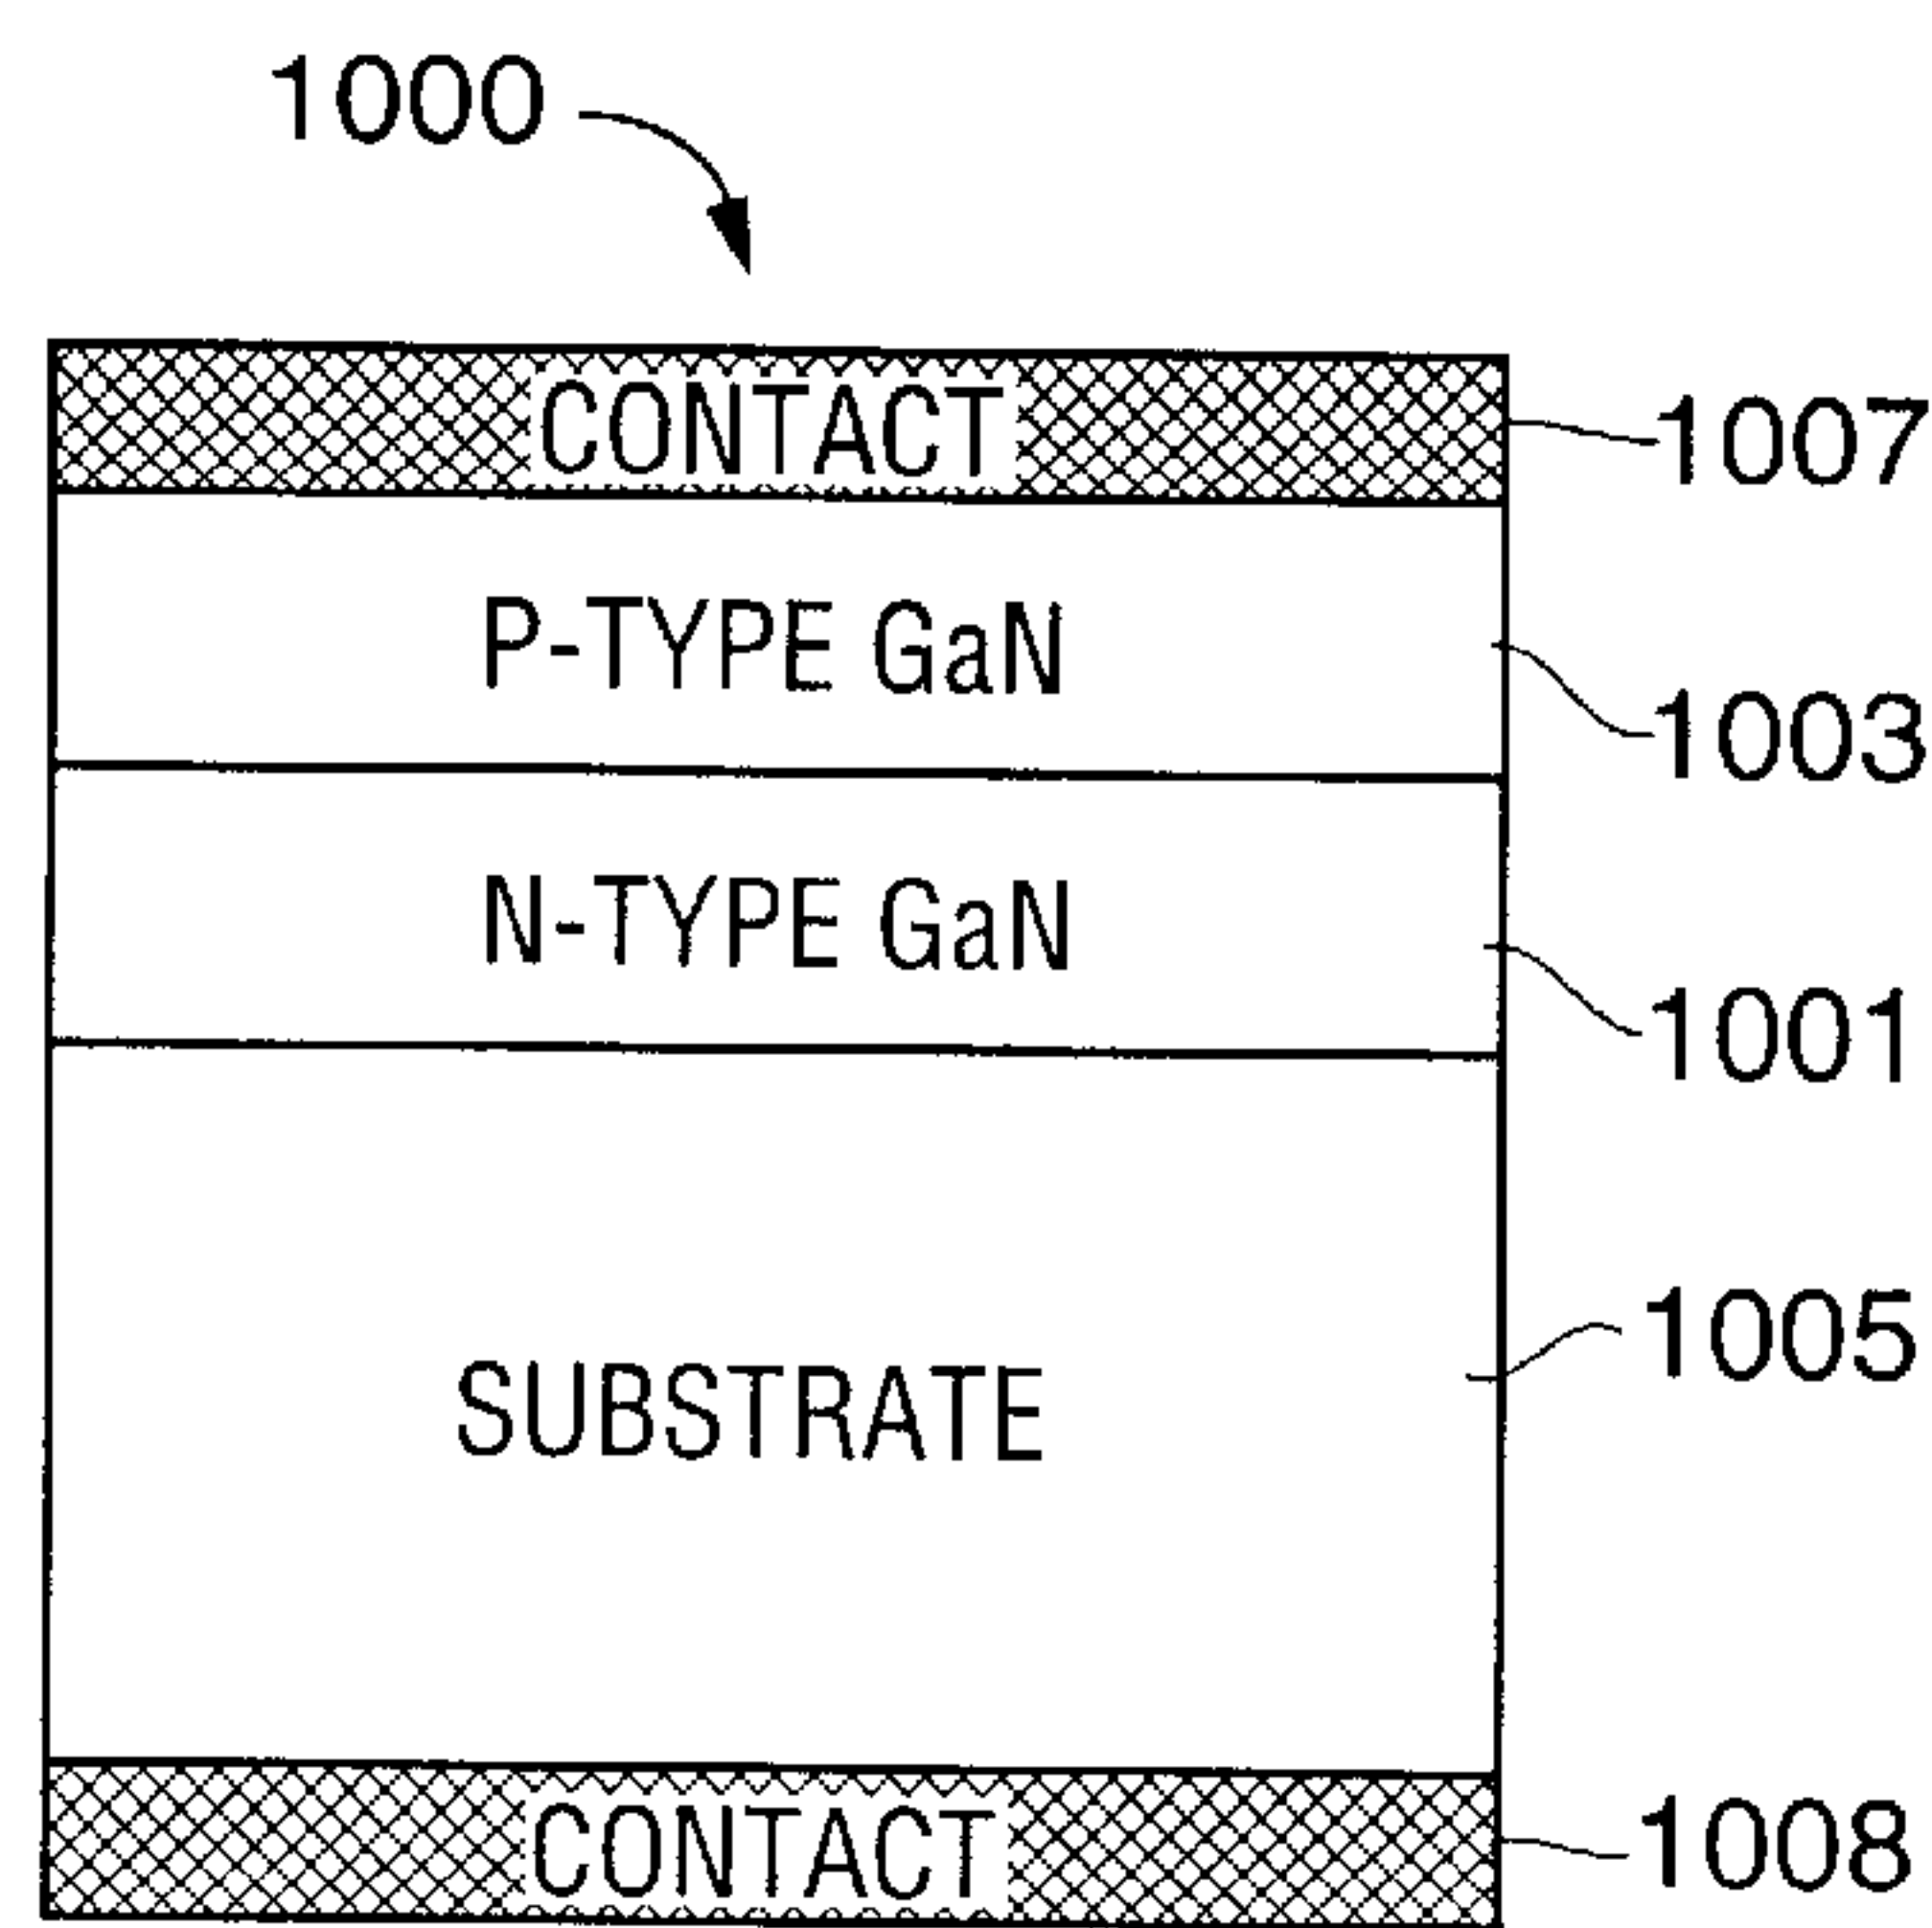 1000
CONTACT
1007
P-TYPE GaN
1003
N-TYPE GaN
1001
1005
SUBSTRATE
CONTACT
1008